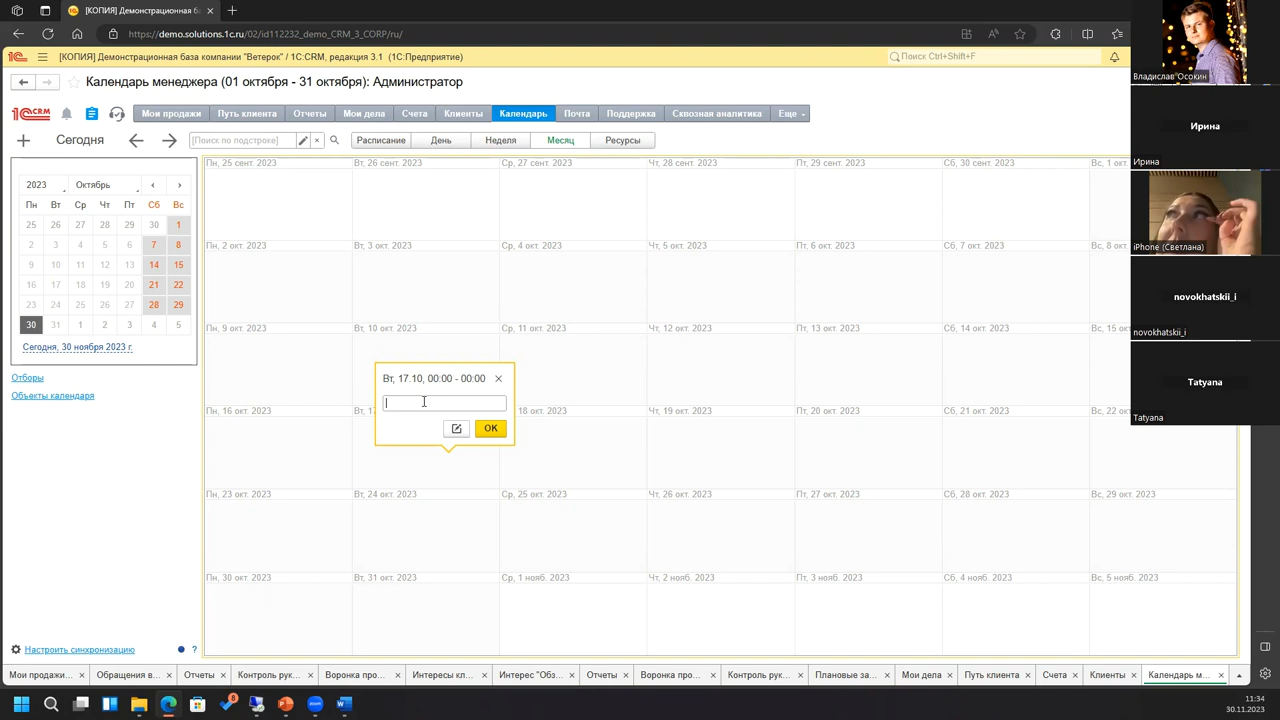 [КОПИЯ] Демонстрационная баз
https://demo.solutions.1c.ru/02/id112232_demo_CRM_3_CORP/ru/
[КОПИЯ] Демонстрационная база компании "Ветерок" / 1С:CRM, редакция 3.1 (1С:Предприятие)
Поиск Ctrl+Shift+F
Календарь менеджера (01 октября - 31 октября): Администратор
1C CRM Мои продажи Путь клиента Отчеты Мои дела Счета Клиенты Календарь Почта Поддержка Сквозная аналитика Еще
Сегодня [Поиск по подстроке] × Расписание День Неделя Месяц Ресурсы
2023 Октябрь ‹ ›
Пн Вт Ср Чт Пт Сб Вс
25 26 27 28 29 30 1
2 3 4 5 6 7 8
9 10 11 12 13 14 15
16 17 18 19 20 21 22
23 24 25 26 27 28 29
30 31 1 2 3 4 5
Сегодня, 30 ноября 2023 г.
Отборы
Объекты календаря
Пн, 25 сент. 2023 Вт, 26 сент. 2023 Ср, 27 сент. 2023 Чт, 28 сент. 2023 Пт, 29 сент. 2023 Сб, 30 сент. 2023 Вс, 1 окт
Пн, 2 окт. 2023 Вт, 3 окт. 2023 Ср, 4 окт. 2023 Чт, 5 окт. 2023 Пт, 6 окт. 2023 Сб, 7 окт. 2023 Вс, 8 окт
Пн, 9 окт. 2023 Вт, 10 окт. 2023 Ср, 11 окт. 2023 Чт, 12 окт. 2023 Пт, 13 окт. 2023 Сб, 14 окт. 2023 Вс, 15 ок
Вт, 17.10, 00:00 - 00:00
ОК
Пн, 16 окт. 2023 Вт, 1 18 окт. 2023 Чт, 19 окт. 2023 Пт, 20 окт. 2023 Сб, 21 окт. 2023 Вс, 22
Пн, 23 окт. 2023 Вт, 24 окт. 2023 Ср, 25 окт. 2023 Чт, 26 окт. 2023 Пт, 27 окт. 2023 Сб, 28 окт. 2023 Вс, 29 окт. 2023
Пн, 30 окт. 2023 Вт, 31 окт. 2023 Ср, 1 нояб. 2023 Чт, 2 нояб. 2023 Пт, 3 нояб. 2023 Сб, 4 нояб. 2023 Вс, 5 нояб. 2023
Настроить синхронизацию ?
Мои продажи... Обращения в... Отчеты Контроль рук... Воронка про... Интересы кл... Интерес "Обз... Отчеты Воронка про... Контроль рук... Плановые за... Мои дела Путь клиента Счета Клиенты Календарь м...
Владислав Осокин
Ирина
Ирина
iPhone (Светлана)
novokhatskii_i
novokhatskii_i
Tatyana
Tatyana
8
11:34
30.11.2023